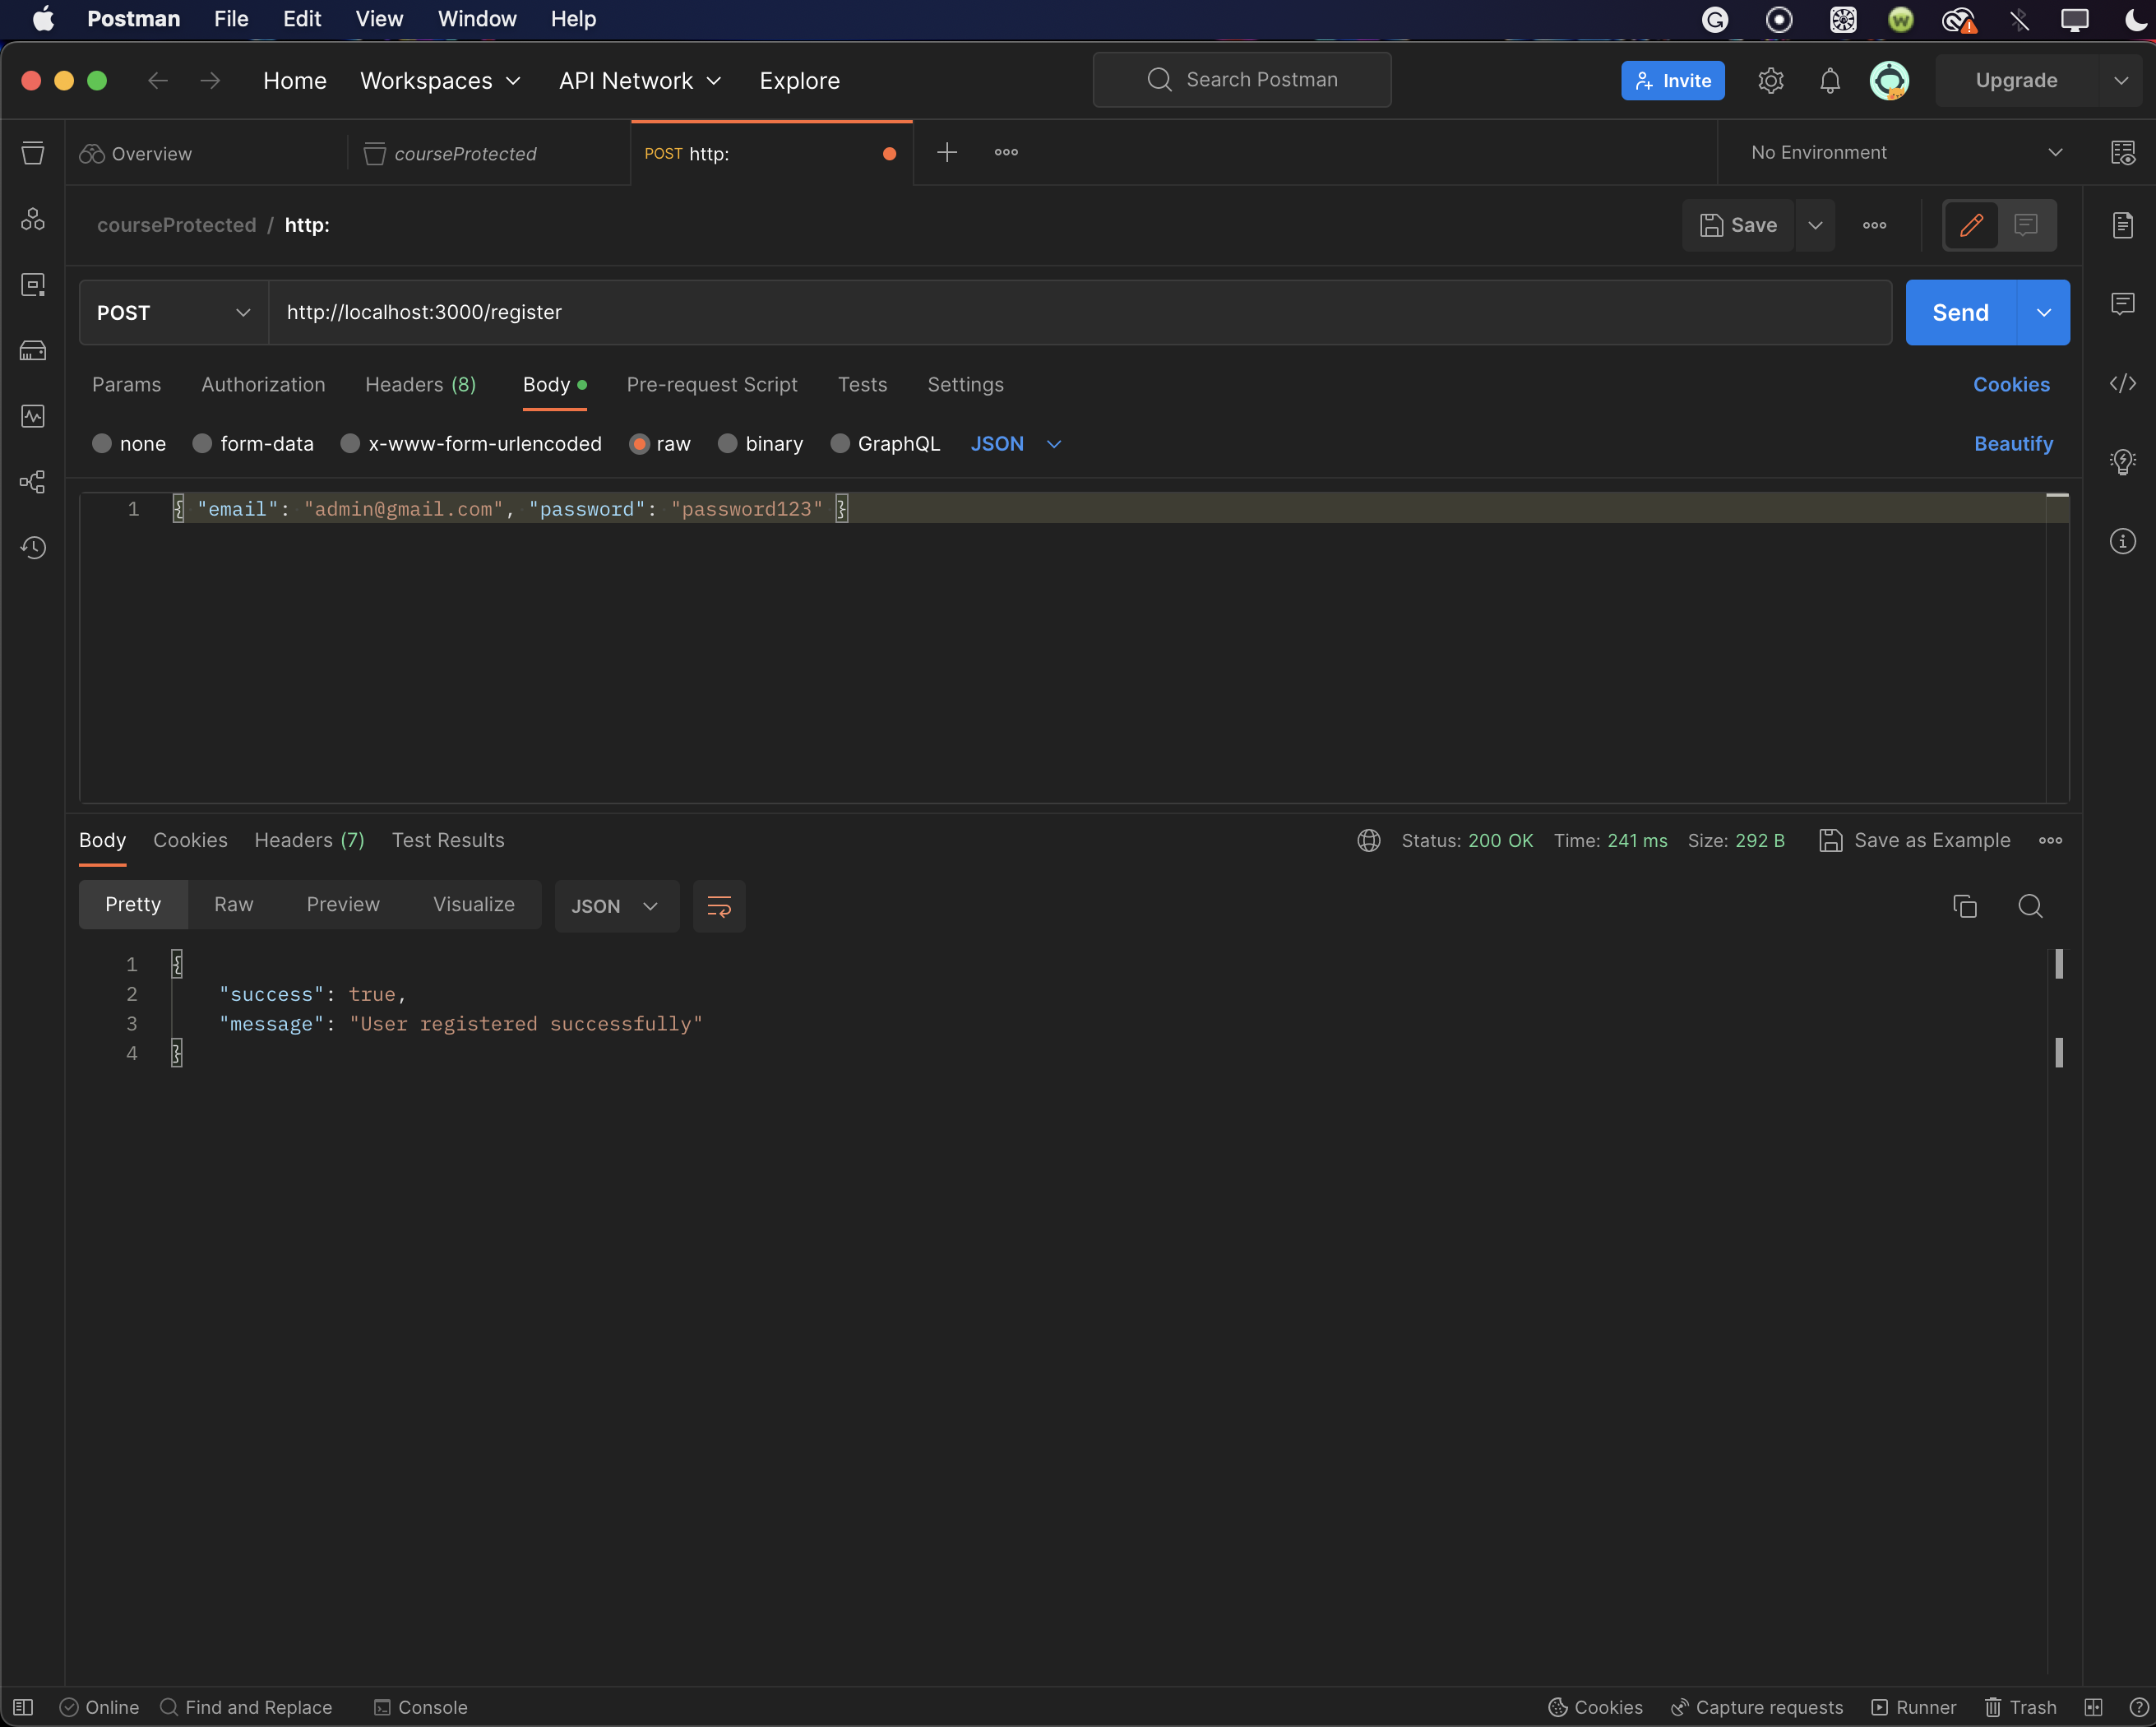 Postman File Edit View Window Help
Home Workspaces API Network Explore Search Postman Invite Upgrade
Overview courseProtected POST http: No Environment
courseProtected / http: Save
POST http://localhost:3000/register Send
Params Authorization Headers (8) Body Pre-request Script Tests Settings Cookies
none form-data x-www-form-urlencoded raw binary GraphQL JSON Beautify
1 { "email": "admin@gmail.com", "password": "password123" }
Body Cookies Headers (7) Test Results Status: 200 OK Time: 241 ms Size: 292 B Save as Example
Pretty Raw Preview Visualize JSON
1 {
2 "success": true,
3 "message": "User registered successfully"
4 }
Online Find and Replace Console Cookies Capture requests Runner Trash